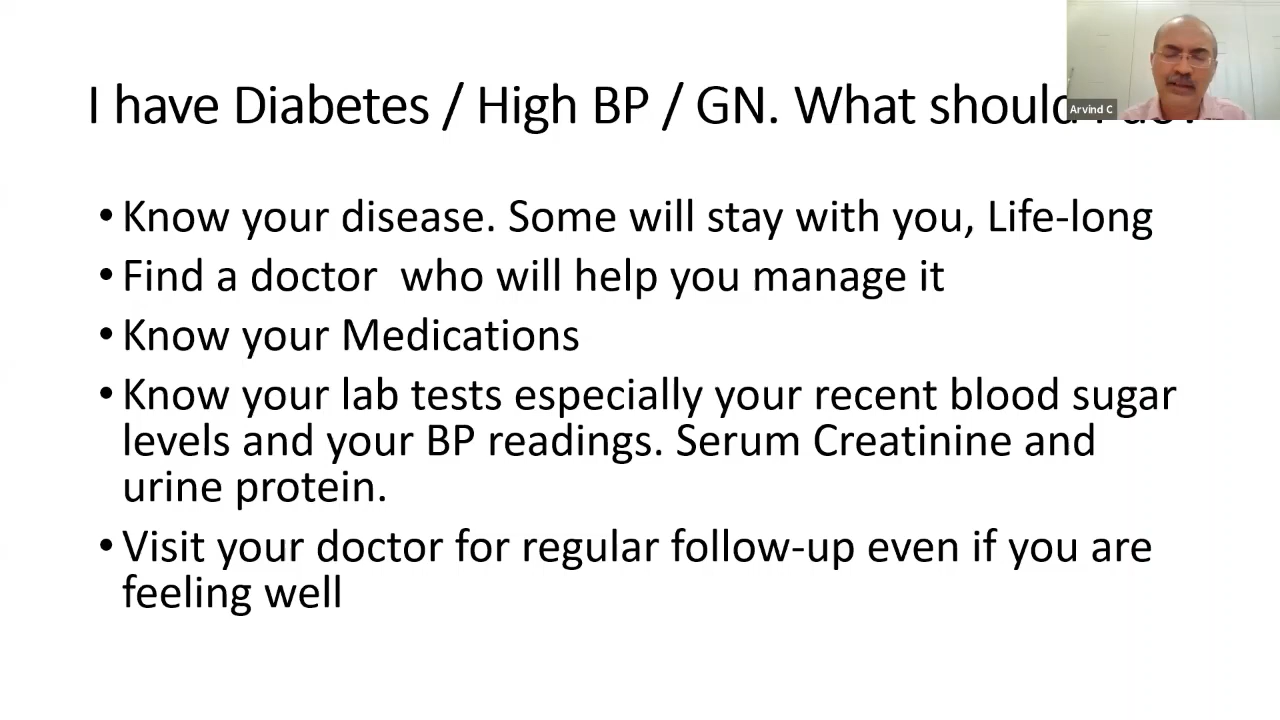 I have Diabetes / High BP / GN. What should
Arvind C
• Know your disease. Some will stay with you, Life-long
• Find a doctor who will help you manage it
• Know your Medications
• Know your lab tests especially your recent blood sugar
levels and your BP readings. Serum Creatinine and
urine protein.
• Visit your doctor for regular follow-up even if you are
feeling well